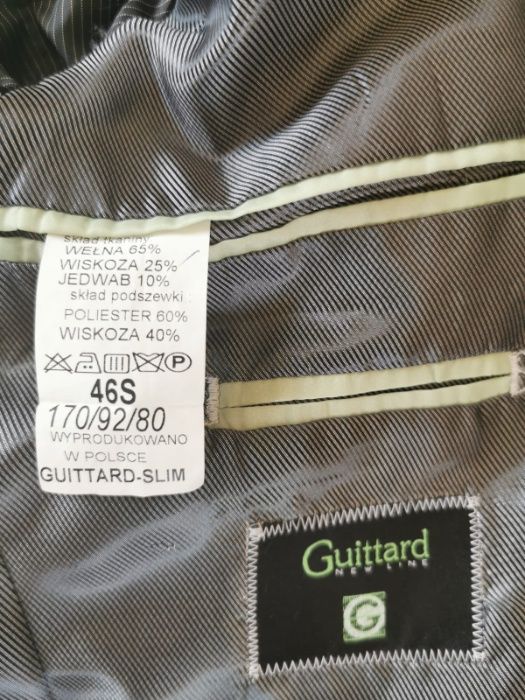 skład tkaniny
WEŁNA 65%
WISKOZA 25%
JEDWAB 10%
skład podszewki :
POLIESTER 60%
WISKOZA 40%
P
46S
170/92/80
WYPRODUKOWANO
W POLSCE
GUITTARD-SLIM
Guittard
NEW LINE
G